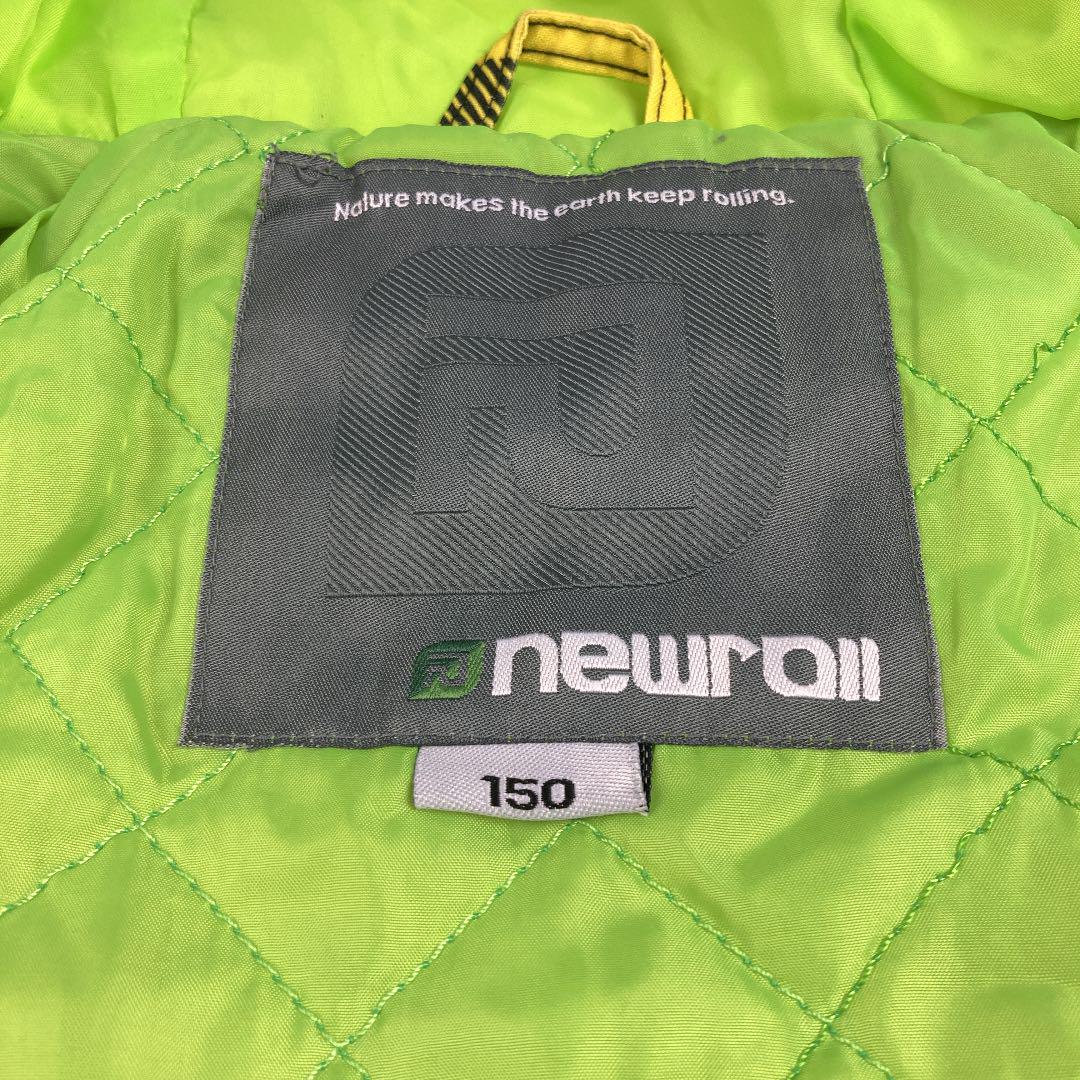 Nature makes the earth keep rolling.
newroll
150